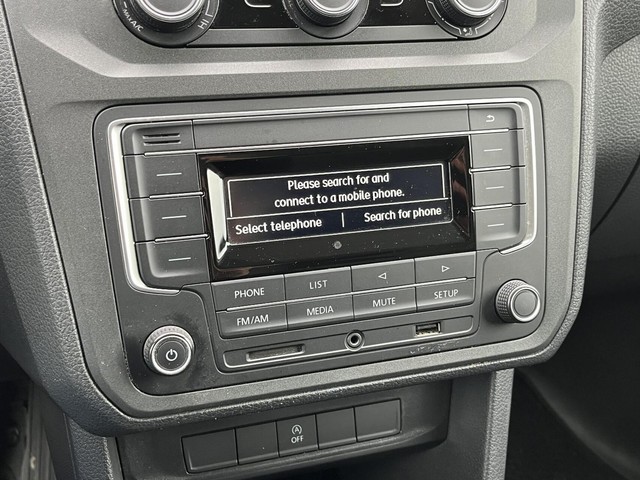 MAX A/C
Please search for and
connect to a mobile phone.
Select telephone | Search for phone
PHONE LIST ◁ ▷
FM/AM MEDIA MUTE SETUP
A
OFF